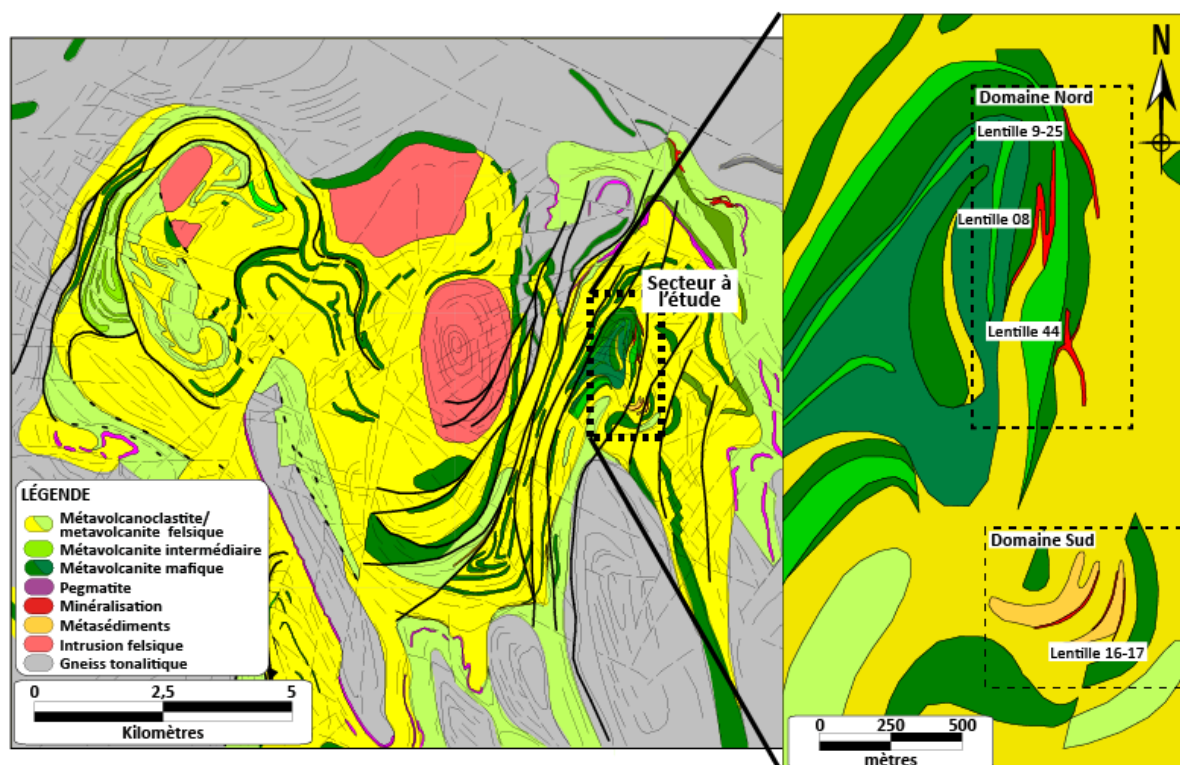 Secteur à
l'étude
LÉGENDE
Métavolcanoclastite/
metavolcanite felsique
Métavolcanite intermédiaire
Métavolcanite mafique
Pegmatite
Minéralisation
Métasédiments
Intrusion felsique
Gneiss tonalitique
0 2,5 5
Kilomètres
N
Domaine Nord
Lentille 9-25
Lentille 08
Lentille 44
Domaine Sud
Lentille 16-17
0 250 500
mètres